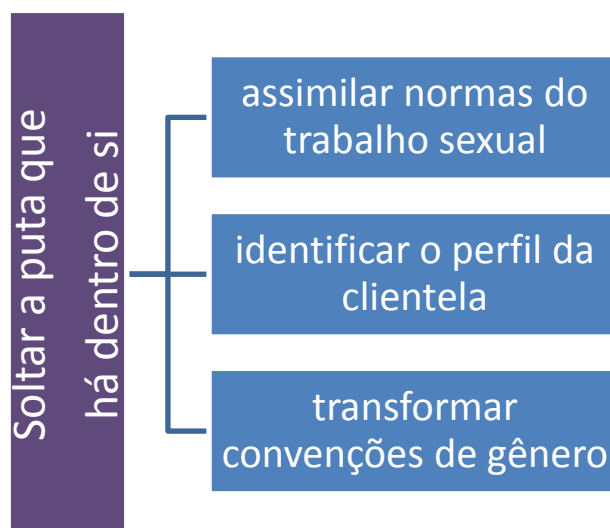 Soltar a puta que
há dentro de si
assimilar normas do
trabalho sexual
identificar o perfil da
clientela
transformar
convenções de gênero